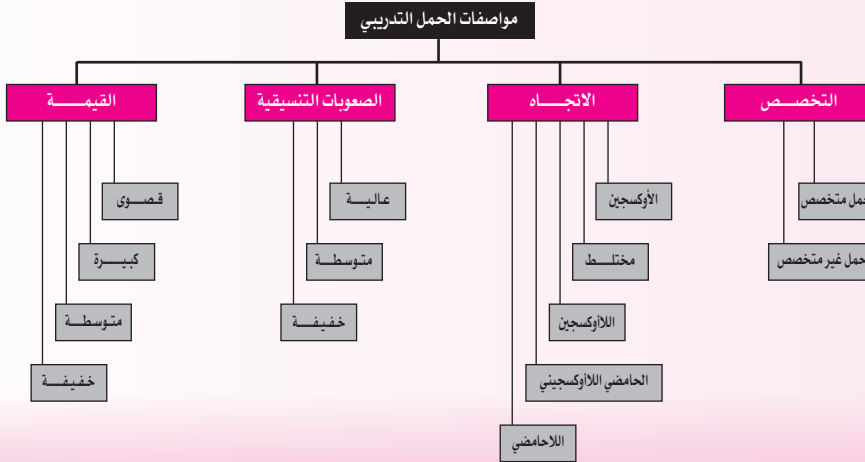 مواصفات الحمل التدريبي
التخصص
الاتجاه
الصعوبات التنسيقية
القيمة
حمل متخصص
حمل غير متخصص
الأوكسجين
مختلط
اللاأوكسجين
الحامضي اللاأوكسجيني
اللاحامضي
عالية
متوسطة
خفيفة
قصوى
كبيرة
متوسطة
خفيفة